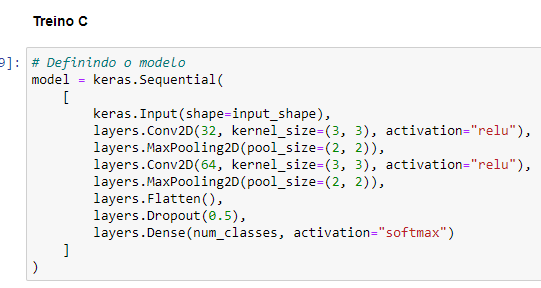 Treino C
9]: # Definindo o modelo
model = keras.Sequential(
    [
        keras.Input(shape=input_shape),
        layers.Conv2D(32, kernel_size=(3, 3), activation="relu"),
        layers.MaxPooling2D(pool_size=(2, 2)),
        layers.Conv2D(64, kernel_size=(3, 3), activation="relu"),
        layers.MaxPooling2D(pool_size=(2, 2)),
        layers.Flatten(),
        layers.Dropout(0.5),
        layers.Dense(num_classes, activation="softmax")
    ]
)